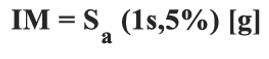 IM = Sₐ (1s,5%) [g]